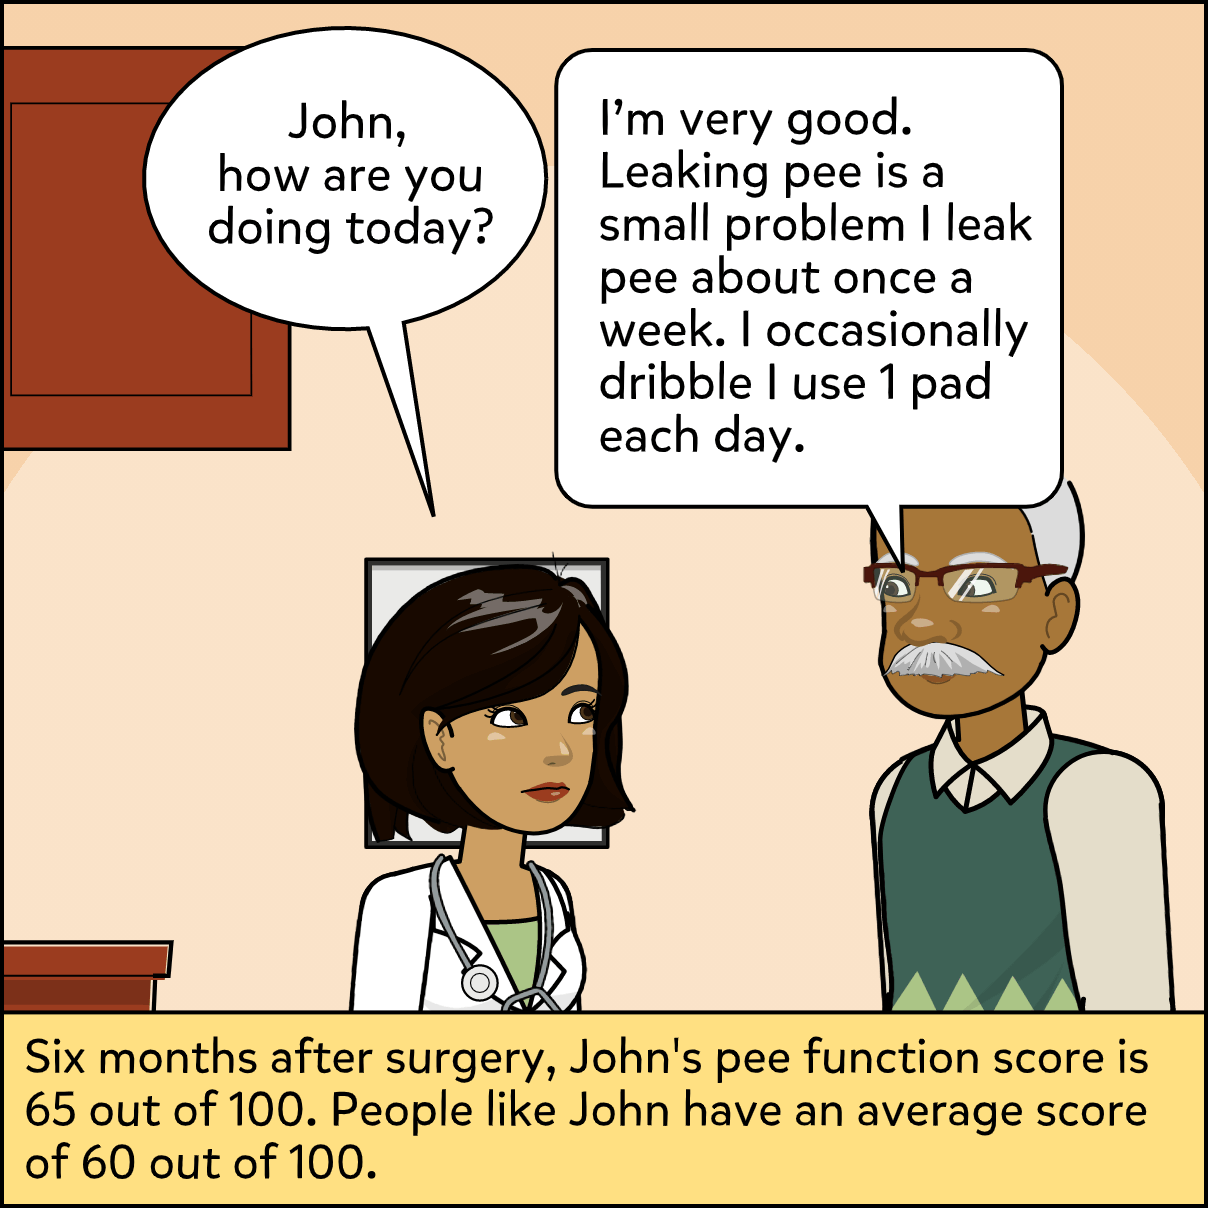 John,
how are you
doing today?
I’m very good.
Leaking pee is a
small problem I leak
pee about once a
week. I occasionally
dribble I use 1 pad
each day.
Six months after surgery, John's pee function score is
65 out of 100. People like John have an average score
of 60 out of 100.